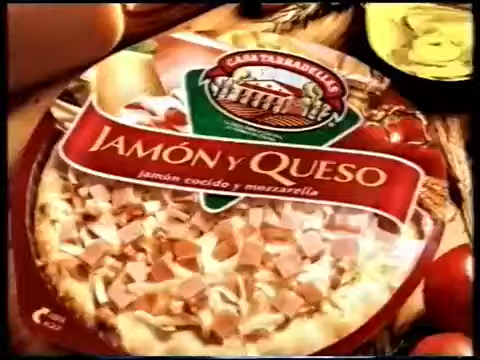 CASA TARRADELLAS
JAMÓN Y QUESO
jamón cocido y mozzarella